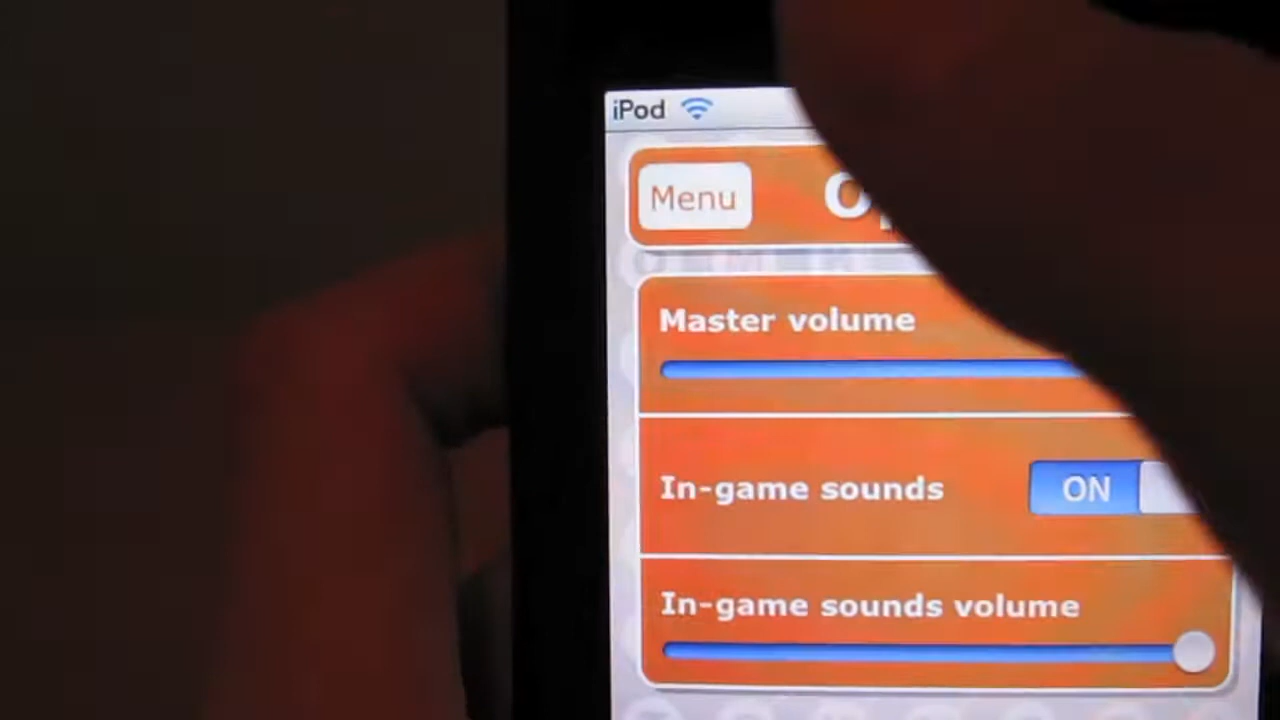 iPod
Menu
Master volume
In-game sounds
ON
In-game sounds volume